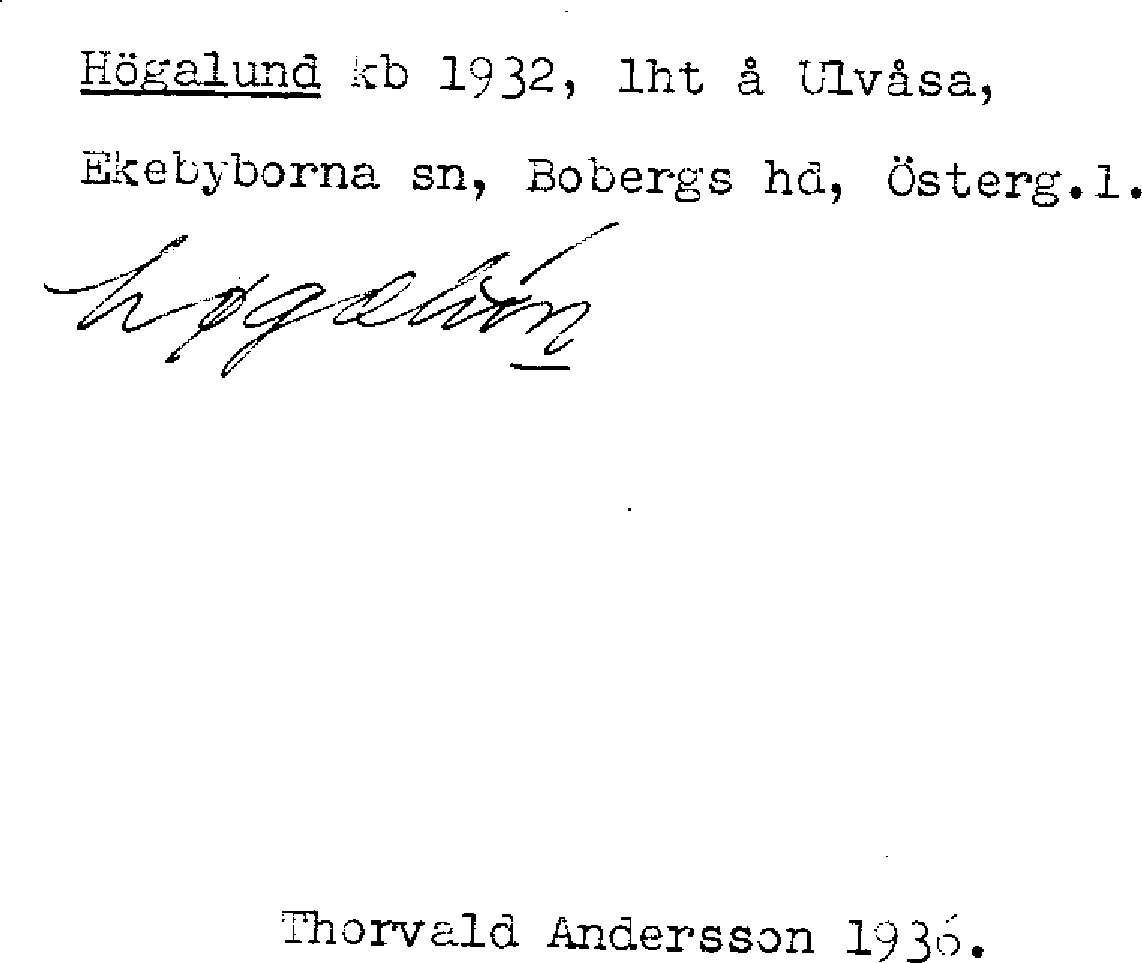 Högalund kb 1932, lht å Ulvåsa,
Ekebyborna sn, Bobergs hd, Österg.l.
Thorvald Andersson 1936.